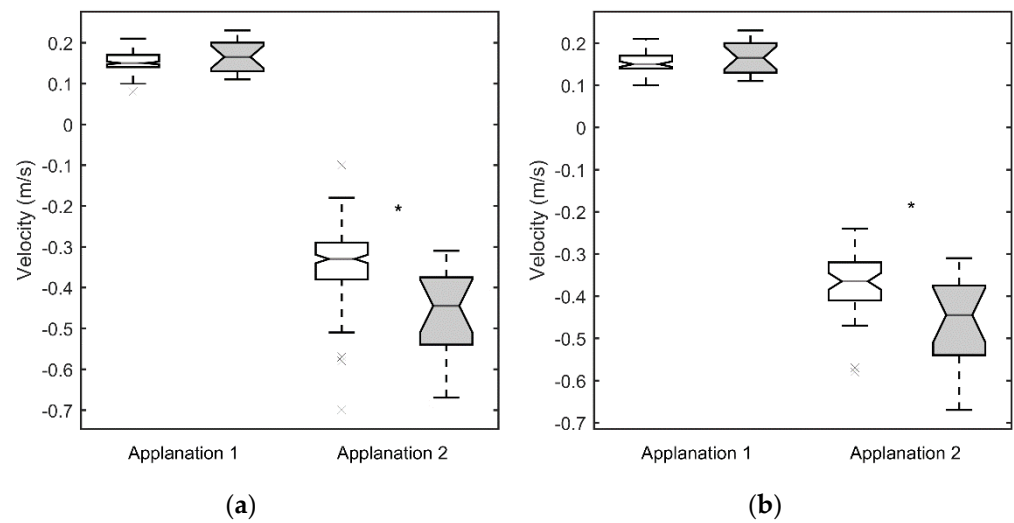 Velocity (m/s)
0.2
0.1
0
-0.1
-0.2
-0.3
-0.4
-0.5
-0.6
-0.7
*
Applanation 1
Applanation 2
(a)
Velocity (m/s)
0.2
0.1
0
-0.1
-0.2
-0.3
-0.4
-0.5
-0.6
-0.7
*
Applanation 1
Applanation 2
(b)